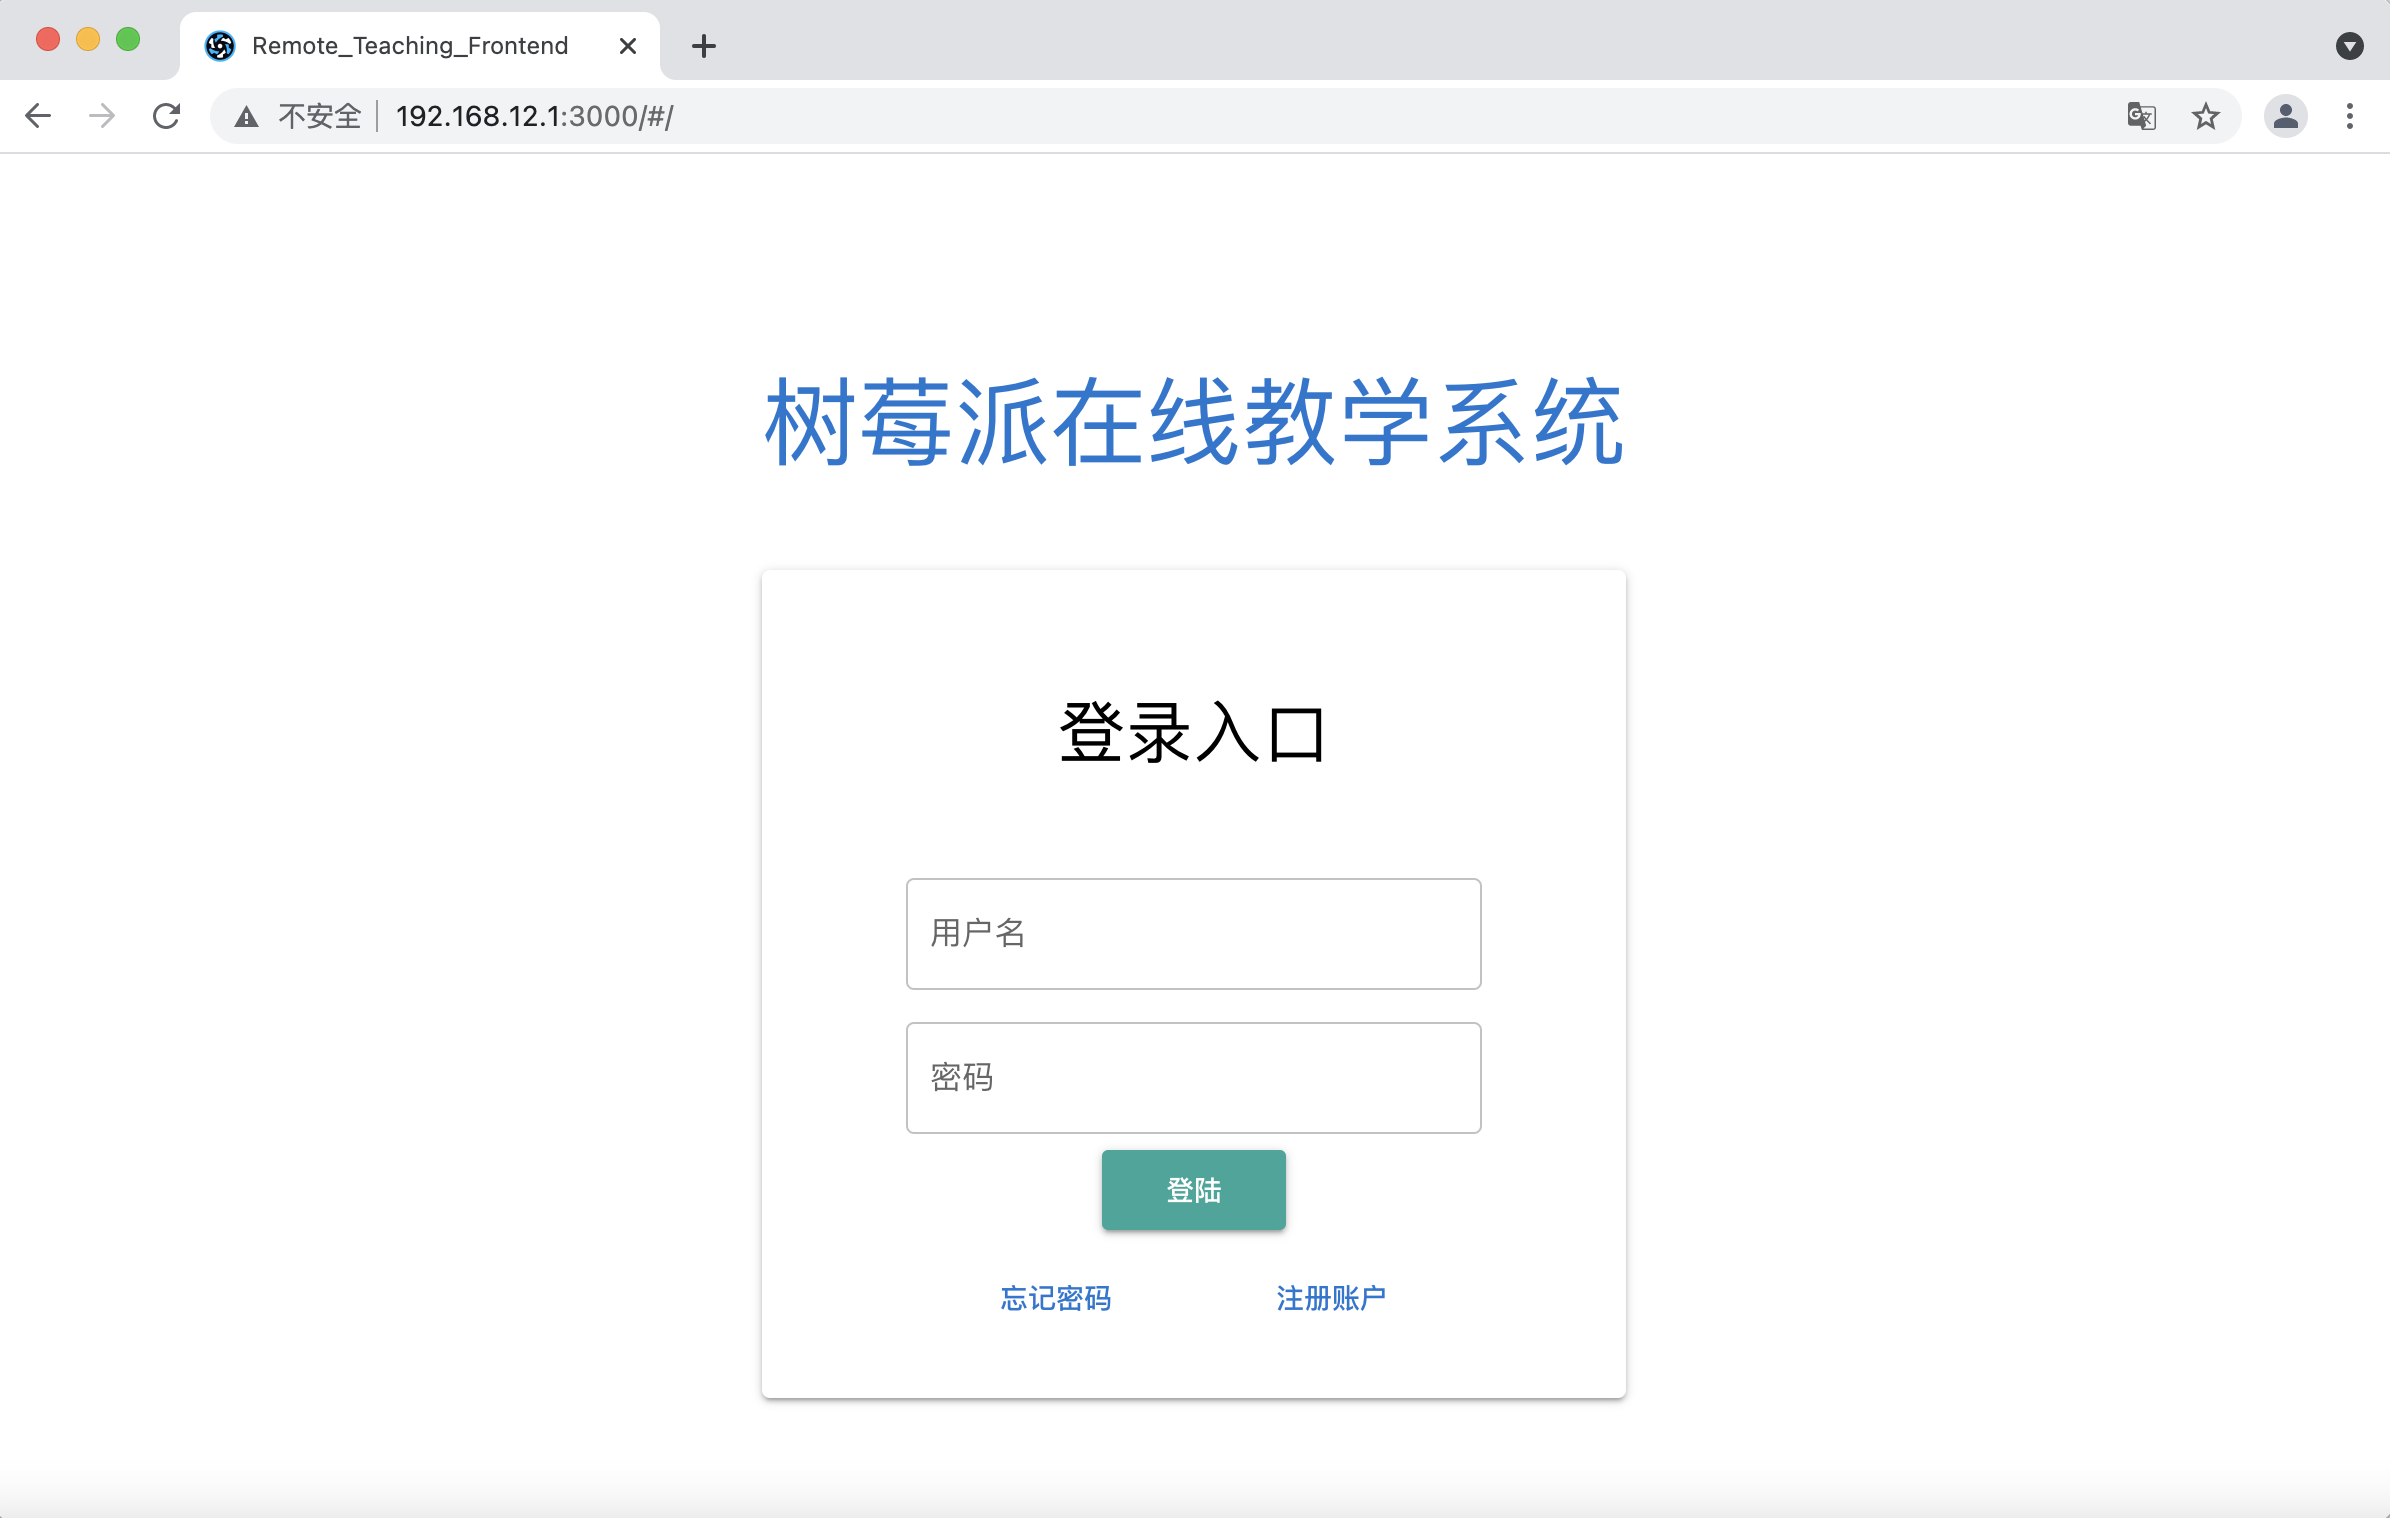 Remote_Teaching_Frontend
不安全 192.168.12.1:3000/#/
树莓派在线教学系统
登录入口
用户名
密码
登陆
忘记密码 注册账户